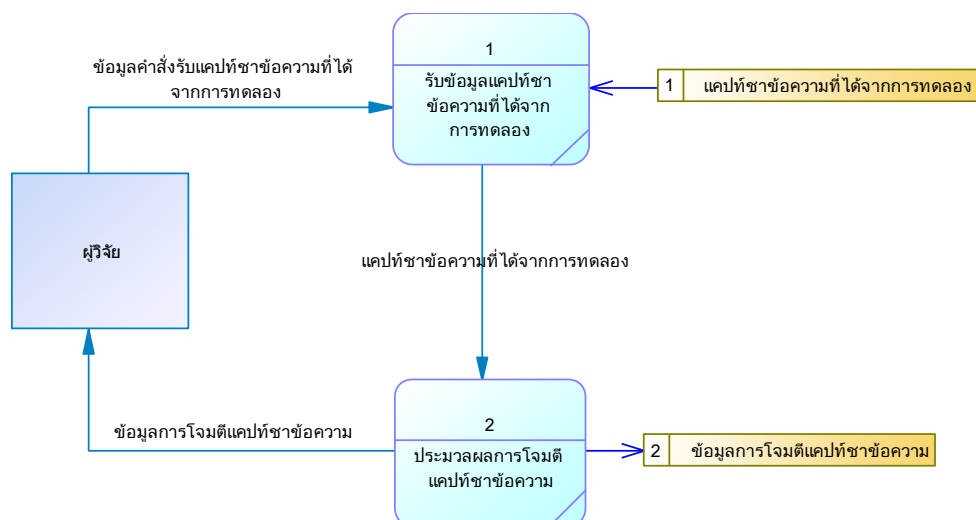 1
รับข้อมูลแคปท์ชา
ข้อความที่ได้จาก
การทดลอง
ข้อมูลคำสั่งรับแคปท์ชาข้อความที่ได้
จากการทดลอง
1 แคปท์ชาข้อความที่ได้จากการทดลอง
ผู้วิจัย
แคปท์ชาข้อความที่ได้จากการทดลอง
ข้อมูลการโจมตีแคปท์ชาข้อความ
2
ประมวลผลการโจมตี
แคปท์ชาข้อความ
2 ข้อมูลการโจมตีแคปท์ชาข้อความ